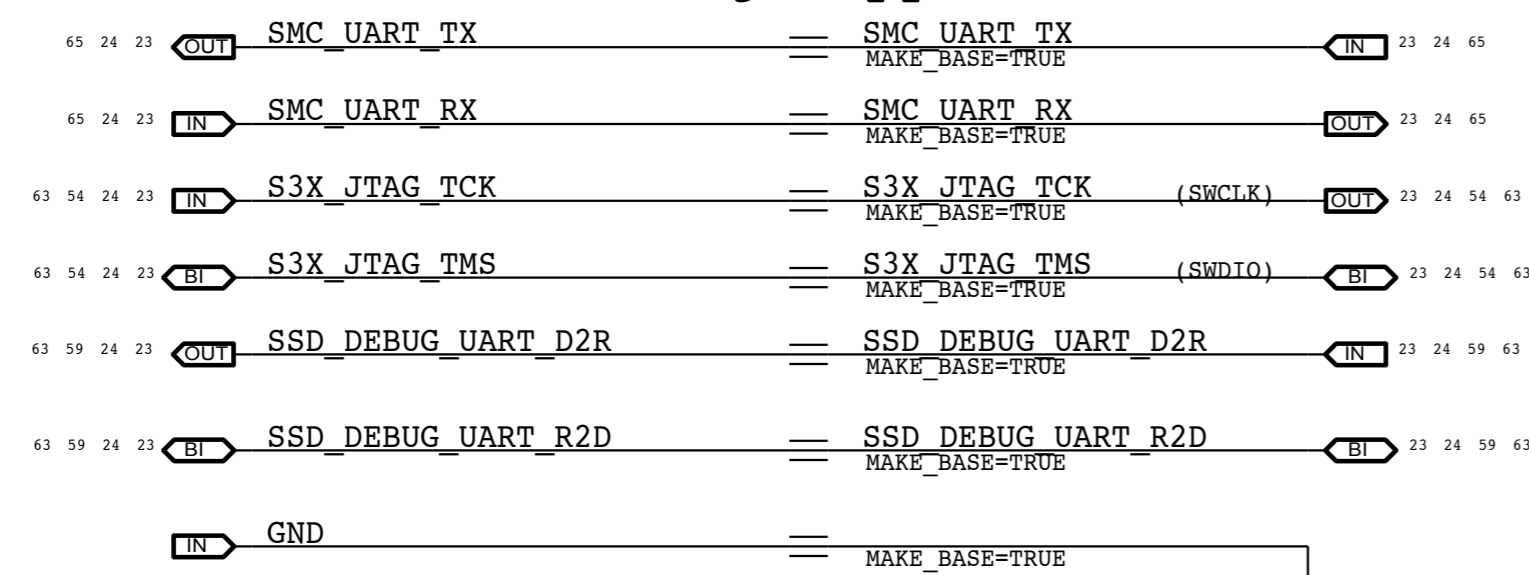 65 24 23 OUT SMC_UART_TX SMC_UART_TX IN 23 24 65
MAKE_BASE=TRUE
65 24 23 IN SMC_UART_RX SMC_UART_RX OUT 23 24 65
MAKE_BASE=TRUE
63 54 24 23 IN S3X_JTAG_TCK S3X_JTAG_TCK (SWCLK) OUT 23 24 54 63
MAKE_BASE=TRUE
63 54 24 23 BI S3X_JTAG_TMS S3X_JTAG_TMS (SWDIO) BI 23 24 54 63
MAKE_BASE=TRUE
63 59 24 23 OUT SSD_DEBUG_UART_D2R SSD_DEBUG_UART_D2R IN 23 24 59 63
MAKE_BASE=TRUE
63 59 24 23 BI SSD_DEBUG_UART_R2D SSD_DEBUG_UART_R2D BI 23 24 59 63
MAKE_BASE=TRUE
IN GND
MAKE_BASE=TRUE